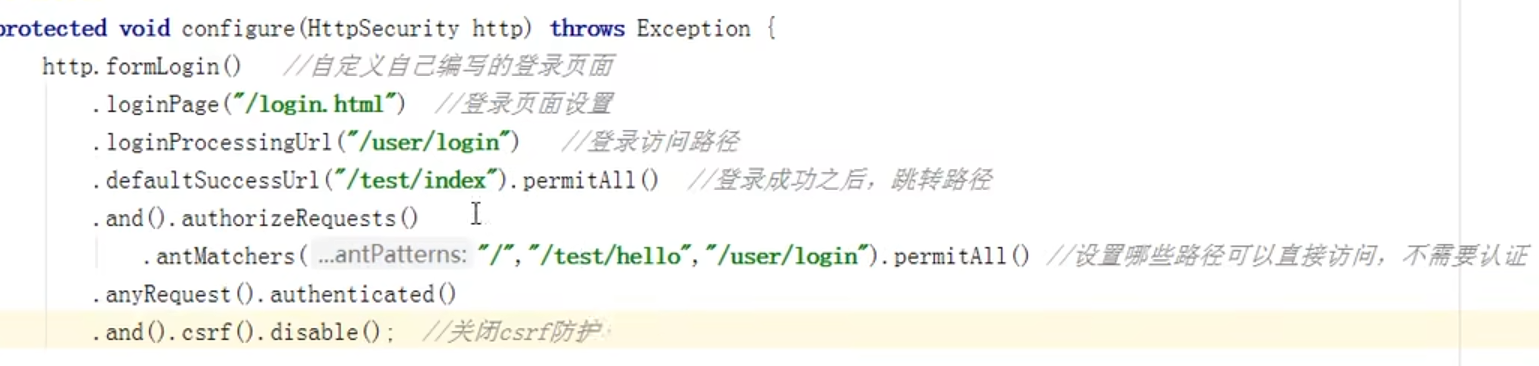 protected void configure(HttpSecurity http) throws Exception {
http.formLogin() //自定义自己编写的登录页面
.loginPage("/login.html") //登录页面设置
.loginProcessingUrl("/user/login") //登录访问路径
.defaultSuccessUrl("/test/index").permitAll() //登录成功之后，跳转路径
.and().authorizeRequests()
.antMatchers( ...antPatterns: "/","/test/hello","/user/login").permitAll() //设置哪些路径可以直接访问，不需要认证
.anyRequest().authenticated()
.and().csrf().disable(); //关闭csrf防护